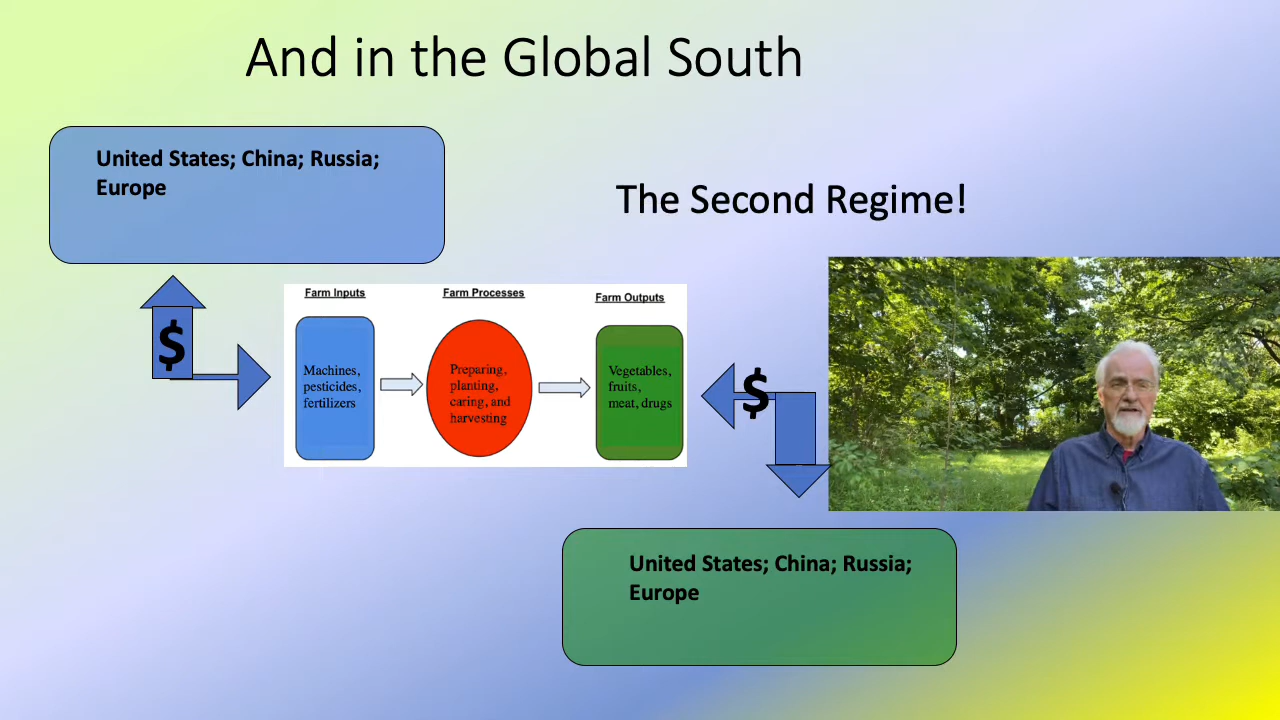 And in the Global South
United States; China; Russia;
Europe
The Second Regime!
$
Farm Inputs
Machines,
pesticides,
fertilizers
Farm Processes
Preparing,
planting,
caring, and
harvesting
Farm Outputs
Vegetables,
fruits,
meat, drugs
$
United States; China; Russia;
Europe